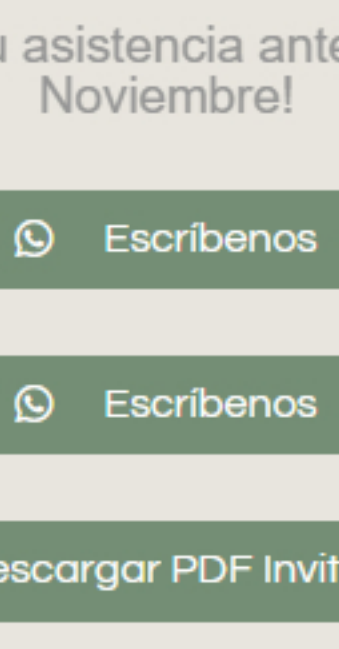 u asistencia ante
Noviembre!
Escríbenos
Escríbenos
escargar PDF Invit